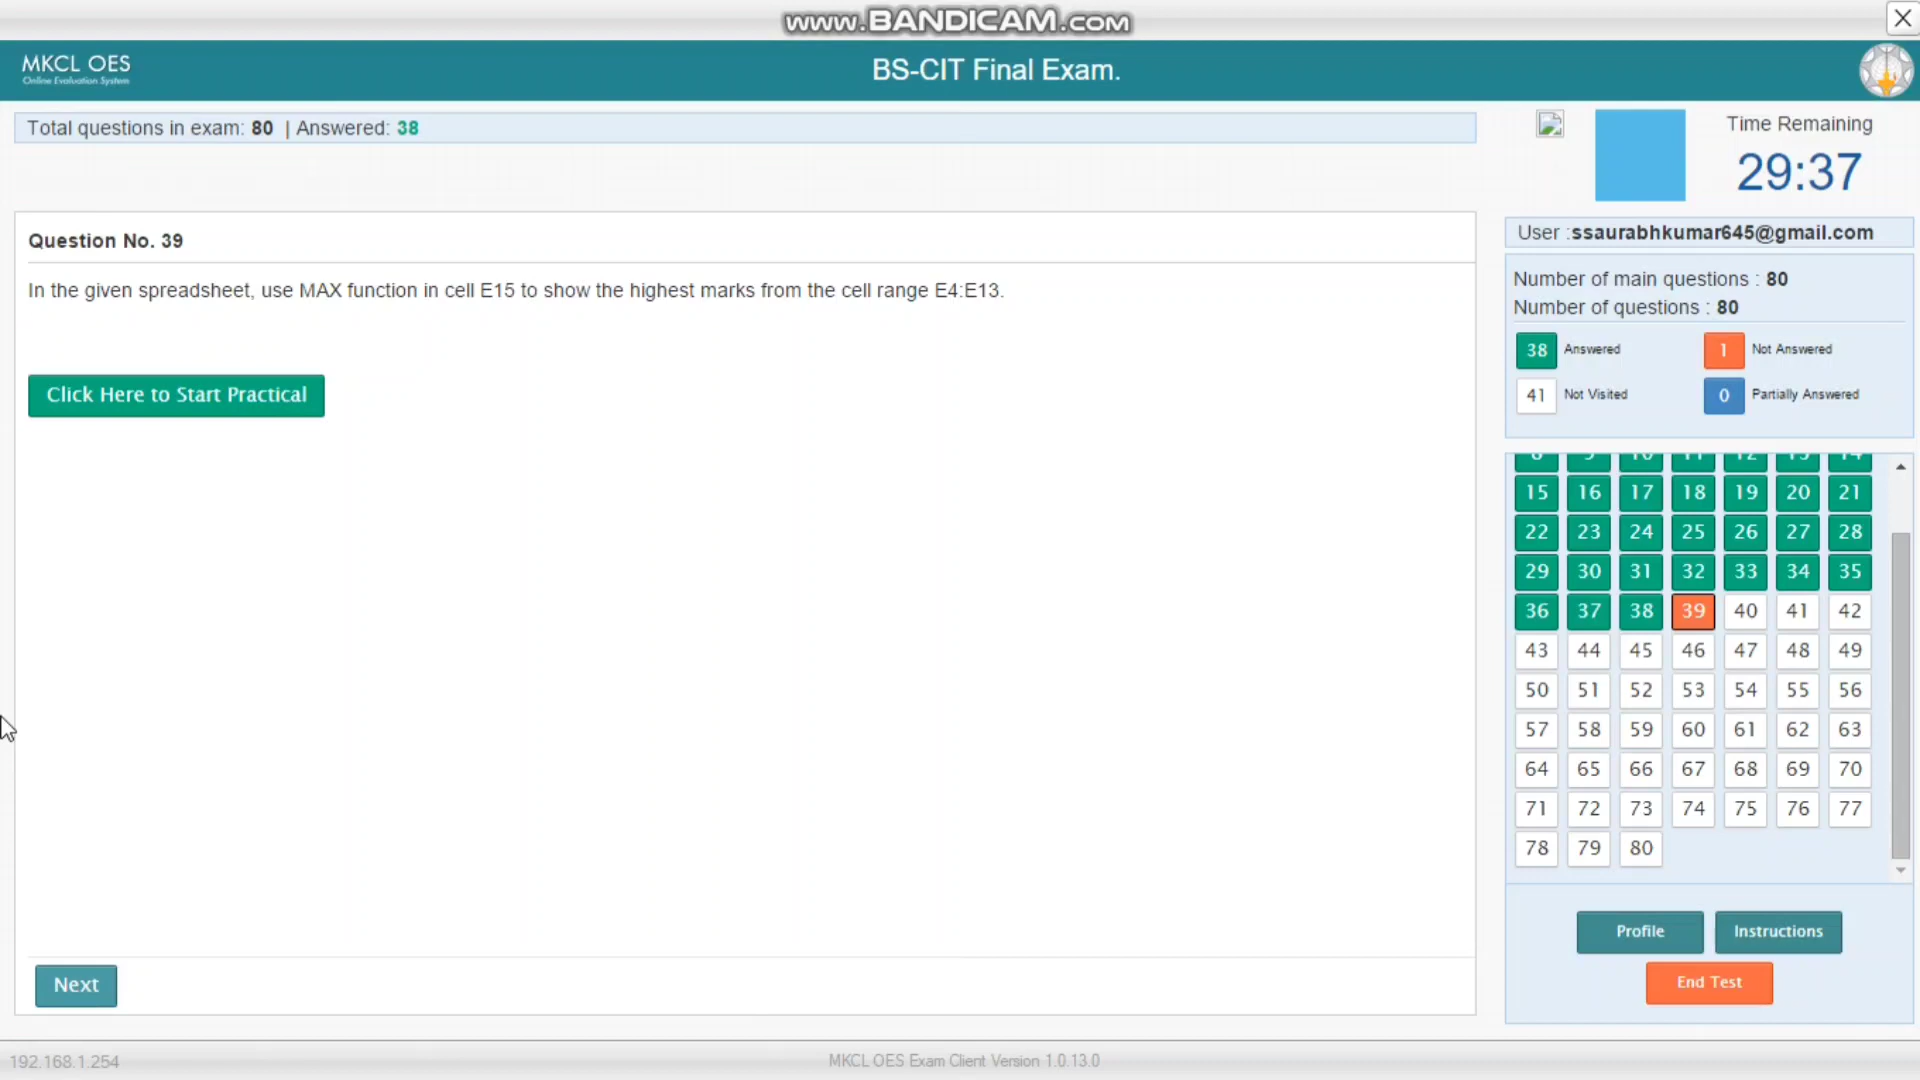 www.BANDICAM.com
MKCL OES
Online Evaluation System
BS-CIT Final Exam.
Total questions in exam: 80 | Answered: 38
Time Remaining
29:37
Question No. 39
In the given spreadsheet, use MAX function in cell E15 to show the highest marks from the cell range E4:E13.
Click Here to Start Practical
Next
User :ssaurabhkumar645@gmail.com
Number of main questions : 80
Number of questions : 80
38 Answered 1 Not Answered
41 Not Visited 0 Partially Answered
8 9 10 11 12 13 14
15 16 17 18 19 20 21
22 23 24 25 26 27 28
29 30 31 32 33 34 35
36 37 38 39 40 41 42
43 44 45 46 47 48 49
50 51 52 53 54 55 56
57 58 59 60 61 62 63
64 65 66 67 68 69 70
71 72 73 74 75 76 77
78 79 80
Profile Instructions
End Test
192.168.1.254
MKCL OES Exam Client Version 1.0.13.0